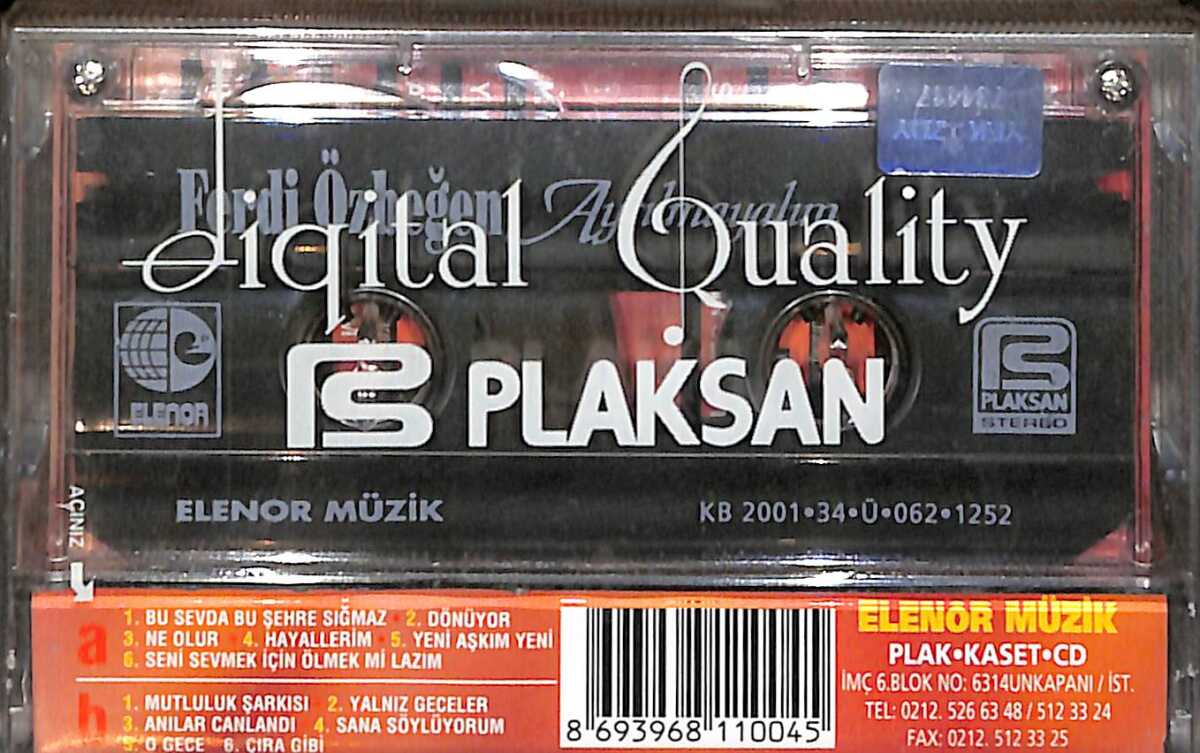 734417
Ferdi Özbeğen Ayrılmayalım
digital Quality
ELENOR
PLAKSAN
PLAKSAN
STEREO
ELENOR MÜZİK
KB 2001•34•Ü•062•1252
AÇINIZ
a
1. BU SEVDA BU ŞEHRE SIĞMAZ • 2. DÖNÜYOR
3. NE OLUR • 4. HAYALLERİM • 5. YENİ AŞKIM YENİ
6. SENİ SEVMEK İÇİN ÖLMEK Mİ LAZIM
b
1. MUTLULUK ŞARKISI 2. YALNIZ GECELER
3. ANILAR CANLANDI 4. SANA SÖYLÜYORUM
5. O GECE 6. ÇIRA GİBİ
8 693968 110045
ELENOR MÜZİK
PLAK•KASET•CD
İMÇ 6.BLOK NO: 6314UNKAPANI / İST.
TEL: 0212. 526 63 48 / 512 33 24
FAX: 0212. 512 33 25